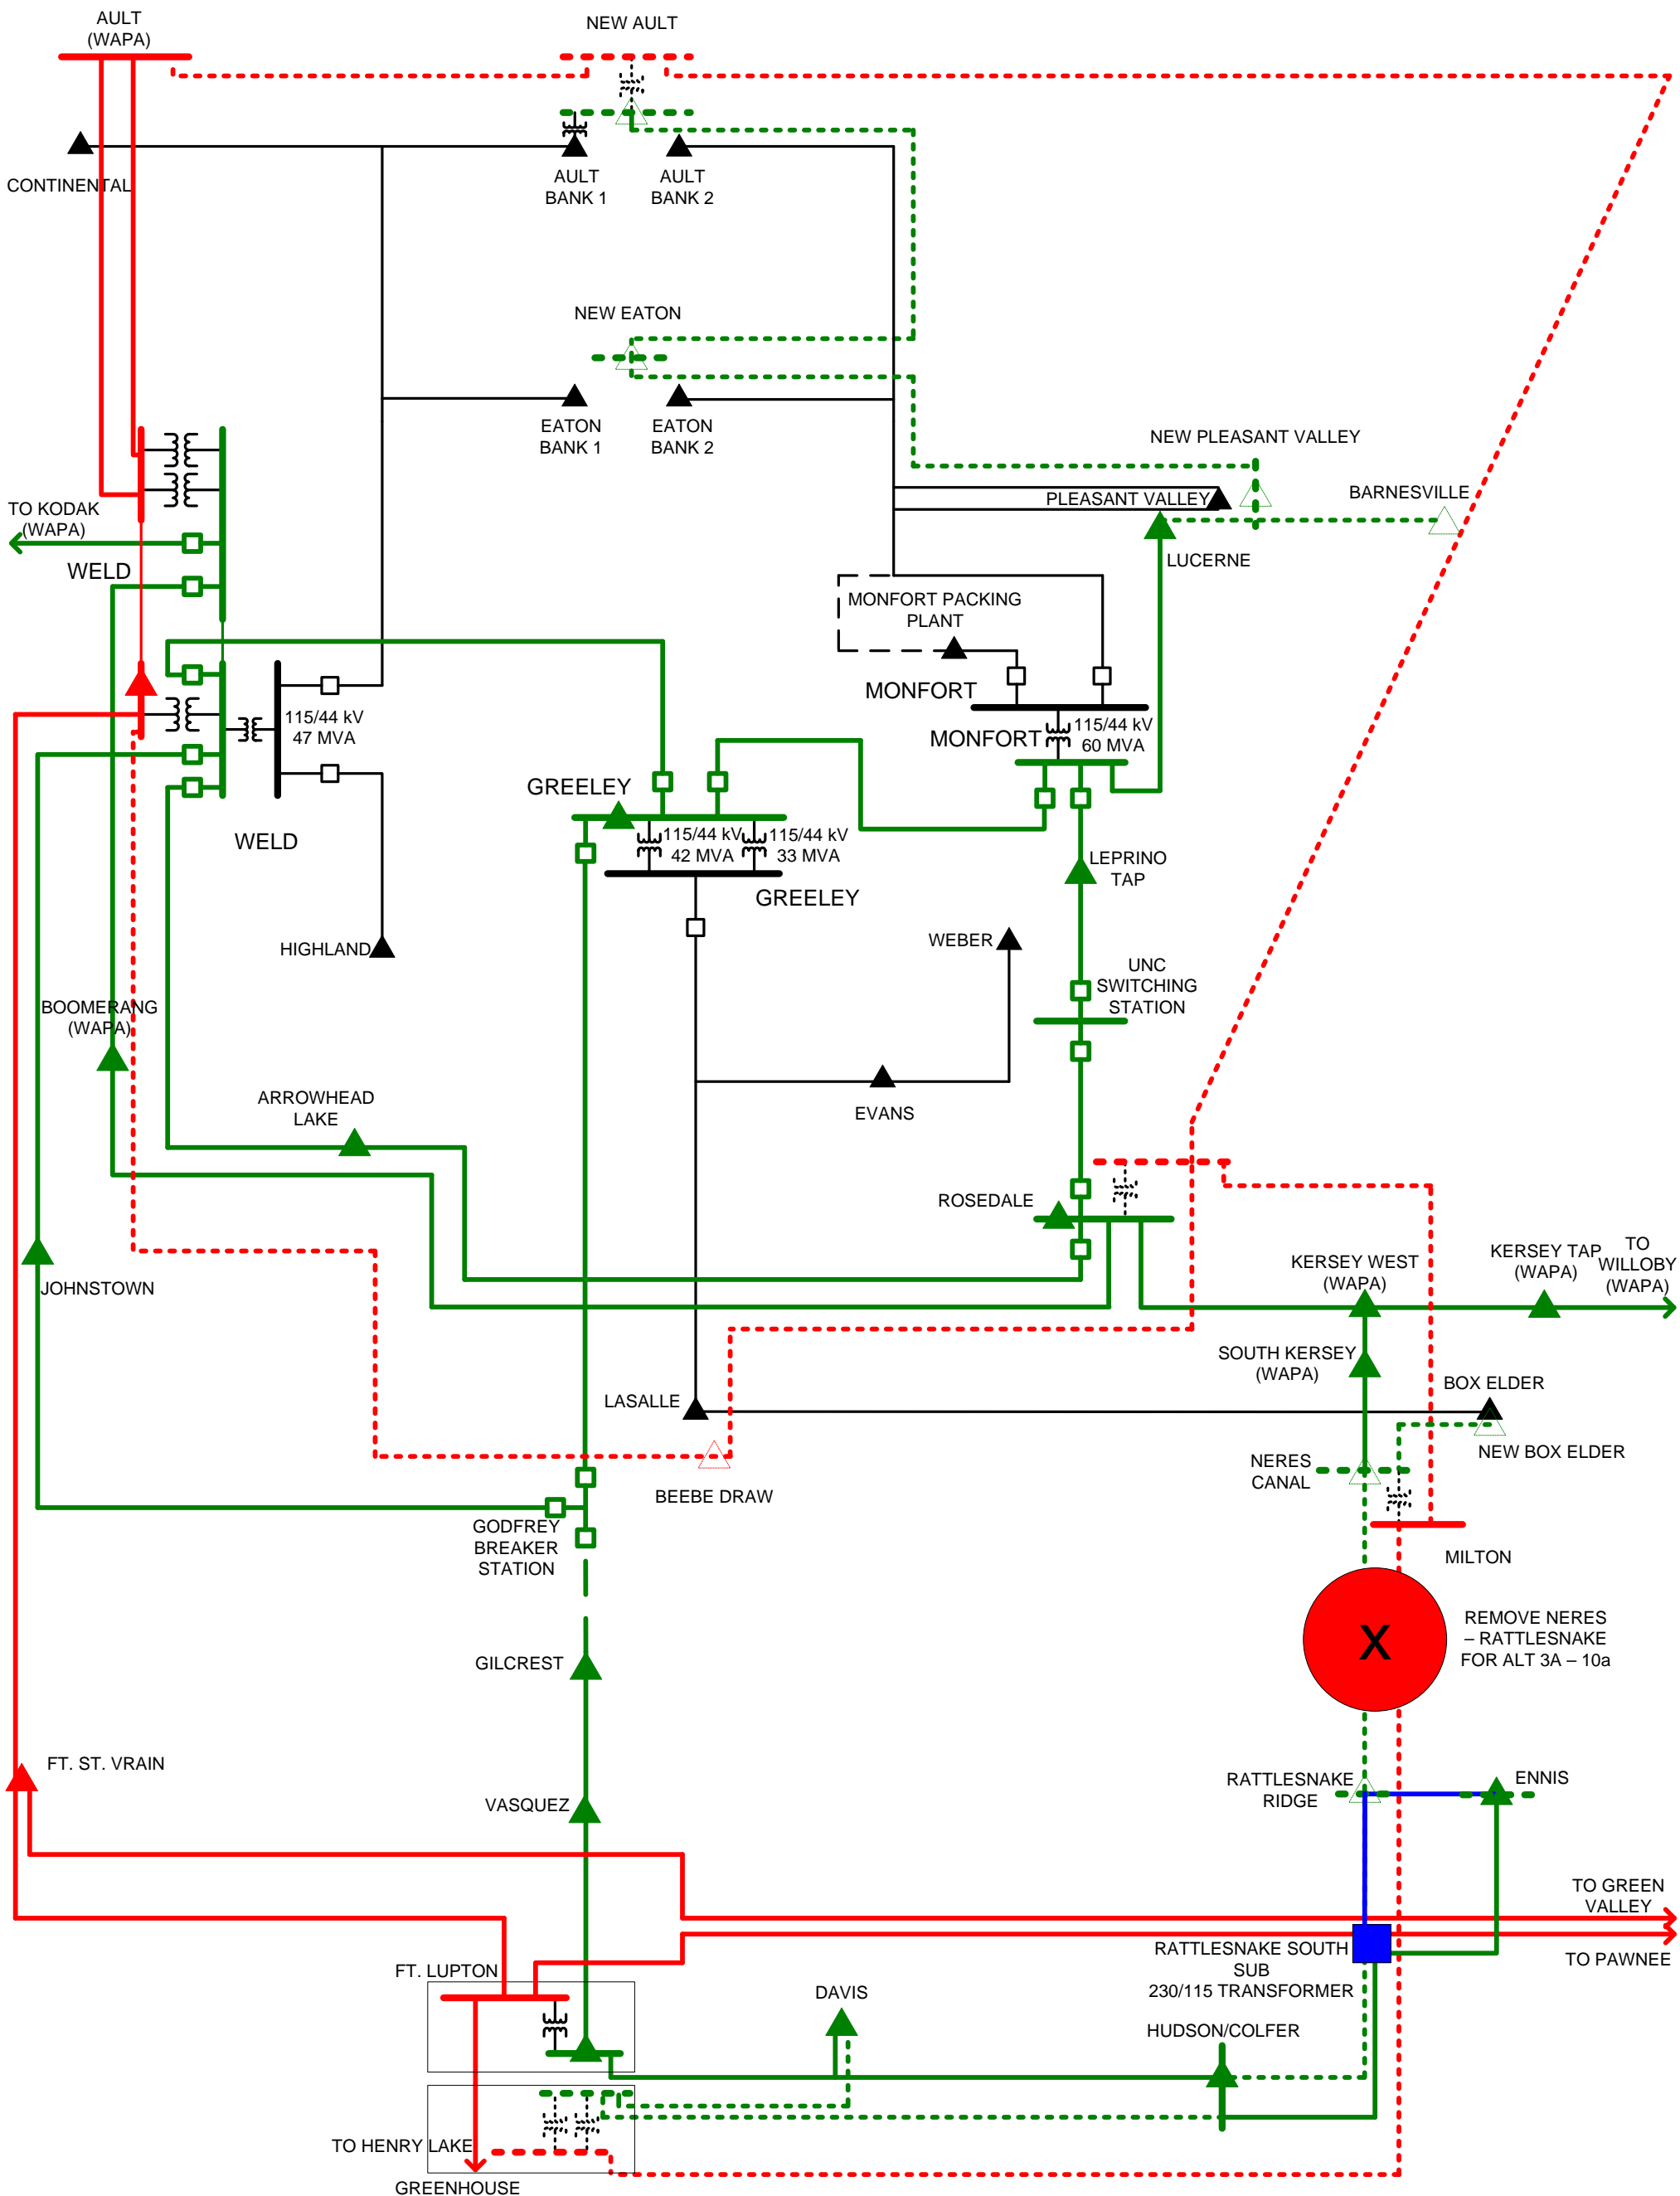 AULT
(WAPA)
NEW AULT
CONTINENTAL
AULT
BANK 1
AULT
BANK 2
NEW EATON
EATON
BANK 1
EATON
BANK 2
NEW PLEASANT VALLEY
PLEASANT VALLEY
BARNESVILLE
TO KODAK
(WAPA)
WELD
LUCERNE
MONFORT PACKING
PLANT
MONFORT
115/44 kV
47 MVA
MONFORT
115/44 kV
60 MVA
GREELEY
WELD
115/44 kV
42 MVA
115/44 kV
33 MVA
GREELEY
LEPRINO
TAP
HIGHLAND
WEBER
UNC
SWITCHING
STATION
BOOMERANG
(WAPA)
ARROWHEAD
LAKE
EVANS
ROSEDALE
JOHNSTOWN
KERSEY WEST
(WAPA)
KERSEY TAP
(WAPA)
TO
WILLOBY
(WAPA)
SOUTH KERSEY
(WAPA)
LASALLE
BOX ELDER
NEW BOX ELDER
NERES
CANAL
BEEBE DRAW
GODFREY
BREAKER
STATION
MILTON
X
REMOVE NERES
– RATTLESNAKE
FOR ALT 3A – 10a
GILCREST
FT. ST. VRAIN
RATTLESNAKE
RIDGE
ENNIS
VASQUEZ
TO GREEN
VALLEY
TO PAWNEE
RATTLESNAKE SOUTH
SUB
230/115 TRANSFORMER
FT. LUPTON
DAVIS
HUDSON/COLFER
TO HENRY LAKE
GREENHOUSE